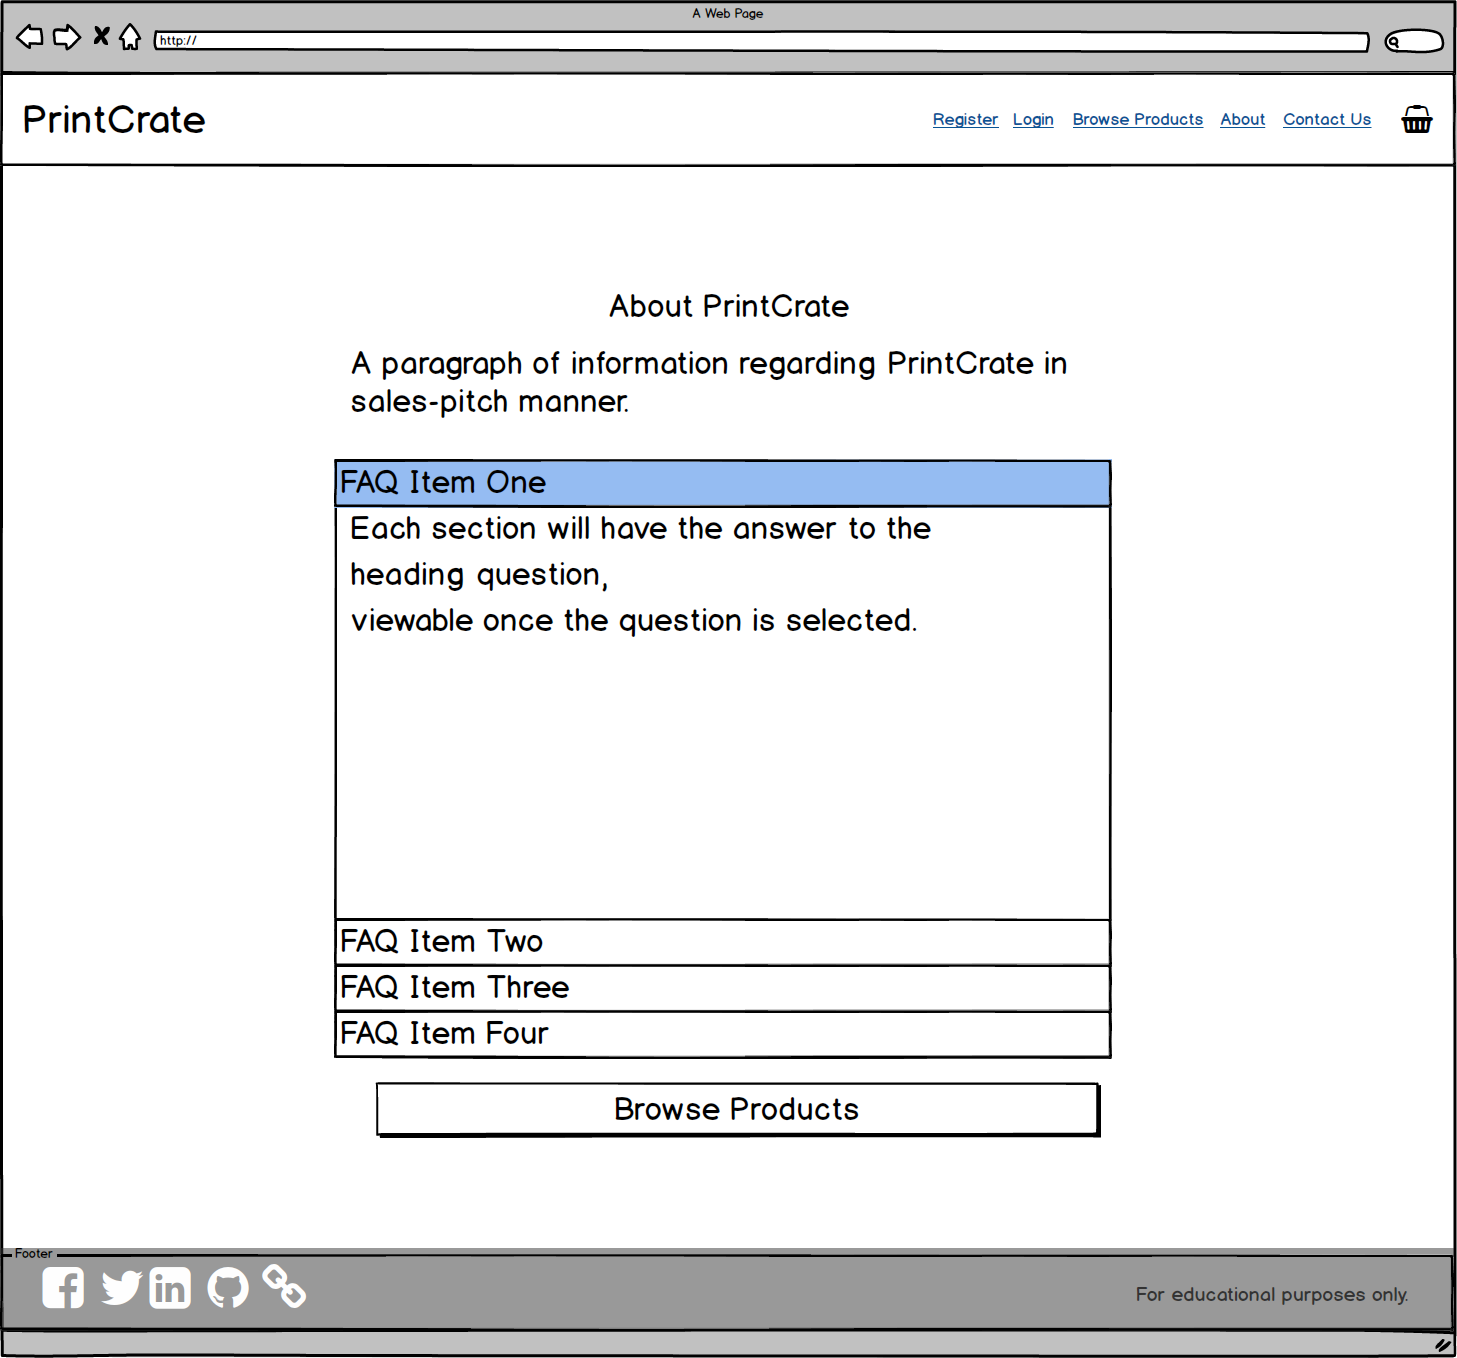 A Web Page
http://
PrintCrate
Register Login Browse Products About Contact Us
About PrintCrate
A paragraph of information regarding PrintCrate in
sales-pitch manner.
FAQ Item One
Each section will have the answer to the
heading question,
viewable once the question is selected.
FAQ Item Two
FAQ Item Three
FAQ Item Four
Browse Products
Footer
For educational purposes only.